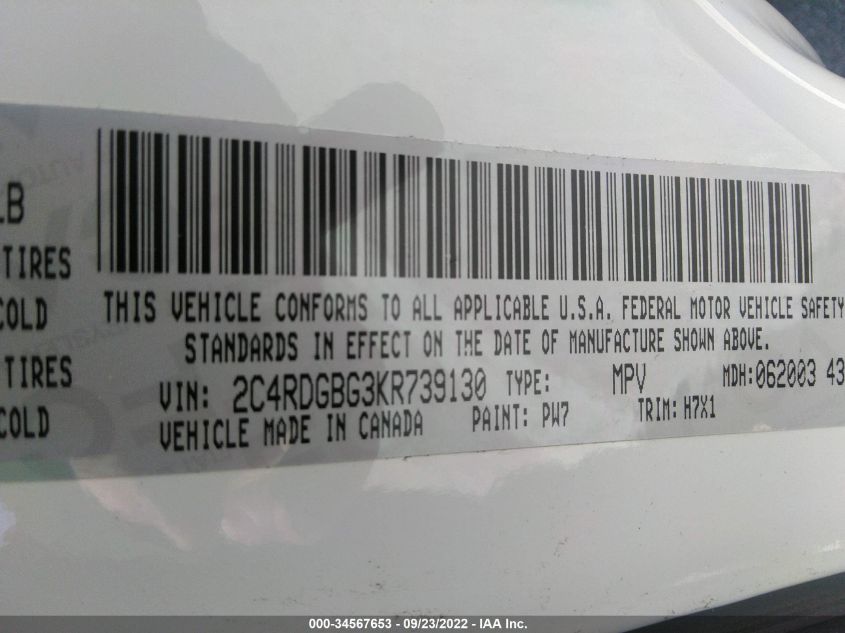 LB
TIRES
COLD
TIRES
COLD
THIS VEHICLE CONFORMS TO ALL APPLICABLE U.S.A. FEDERAL MOTOR VEHICLE SAFETY
STANDARDS IN EFFECT ON THE DATE OF MANUFACTURE SHOWN ABOVE.
VIN: 2C4RDGBG3KR739130 TYPE: MPV MDH:062003 43
VEHICLE MADE IN CANADA PAINT: PW7 TRIM: H7X1
000-34567653 - 09/23/2022 - IAA Inc.